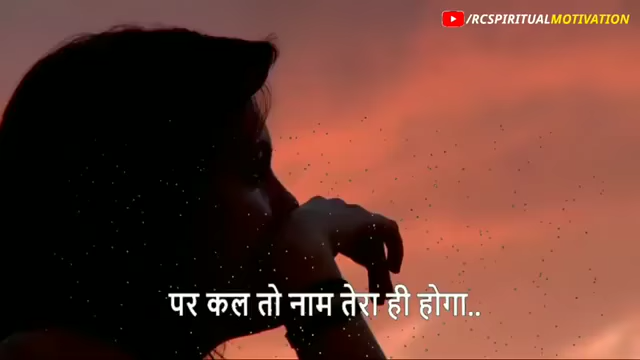 /RCSPIRITUALMOTIVATION
पर कल तो नाम तेरा ही होगा..